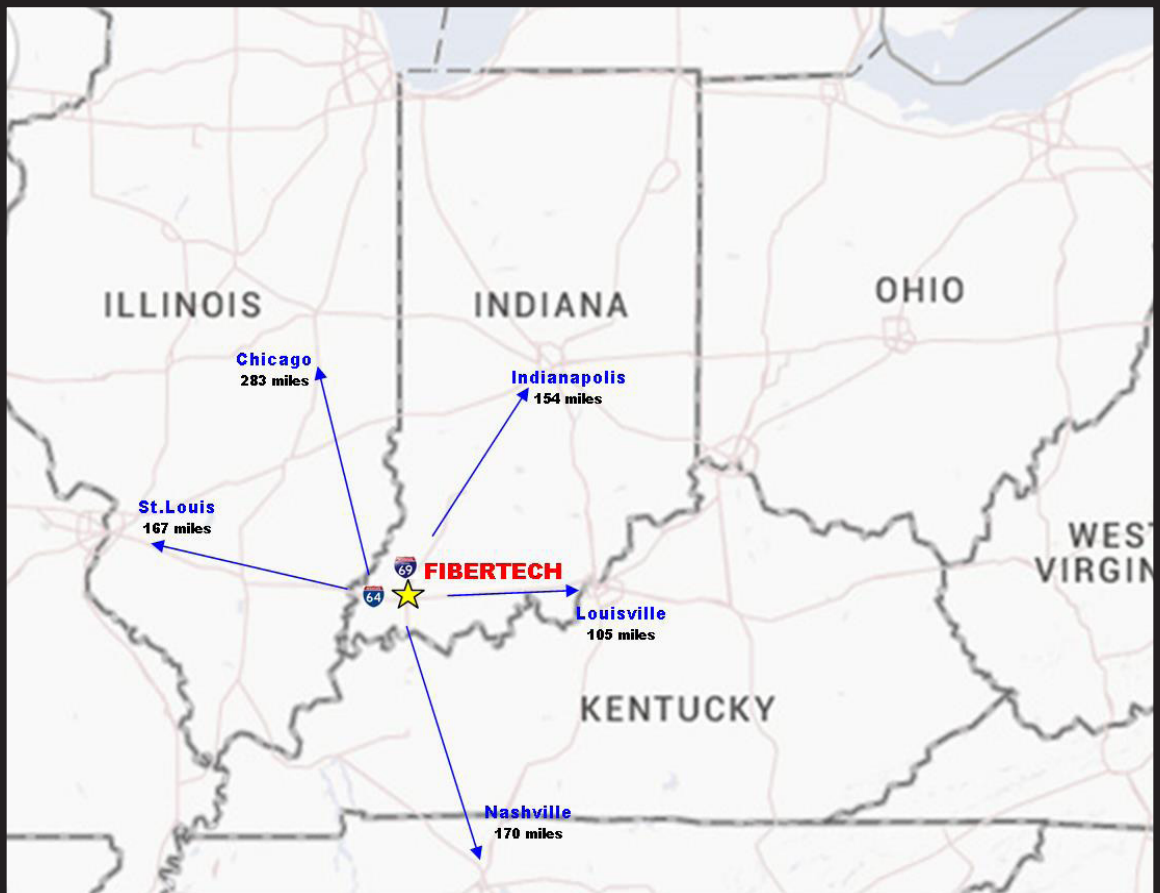 ILLINOIS
INDIANA
OHIO
Chicago
283 miles
Indianapolis
154 miles
St.Louis
167 miles
WEST
VIRGIN
69
FIBERTECH
64
Louisville
105 miles
KENTUCKY
Nashville
170 miles